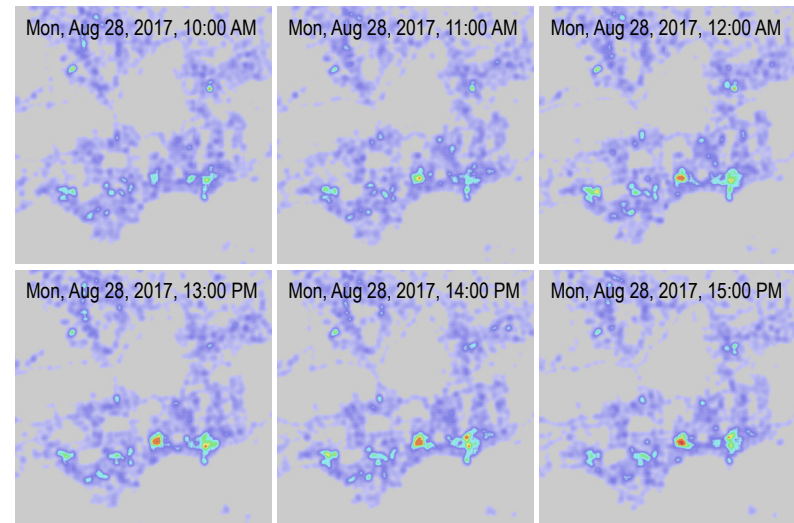 Mon, Aug 28, 2017, 10:00 AM
Mon, Aug 28, 2017, 11:00 AM
Mon, Aug 28, 2017, 12:00 AM
Mon, Aug 28, 2017, 13:00 PM
Mon, Aug 28, 2017, 14:00 PM
Mon, Aug 28, 2017, 15:00 PM